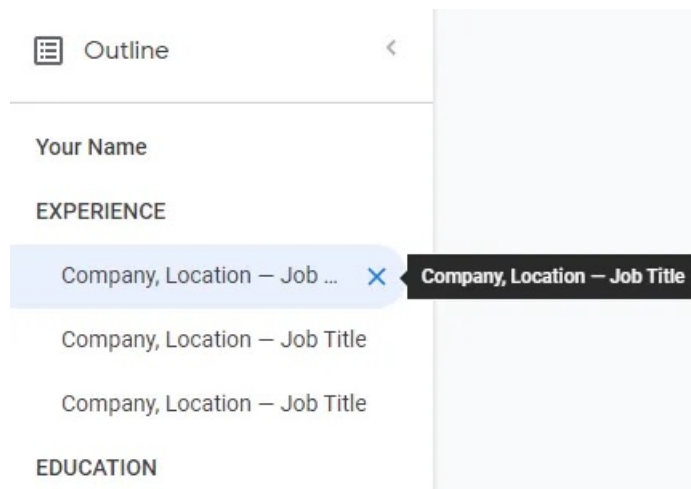 Outline
Your Name
EXPERIENCE
Company, Location — Job ...
Company, Location — Job Title
Company, Location — Job Title
Company, Location — Job Title
EDUCATION